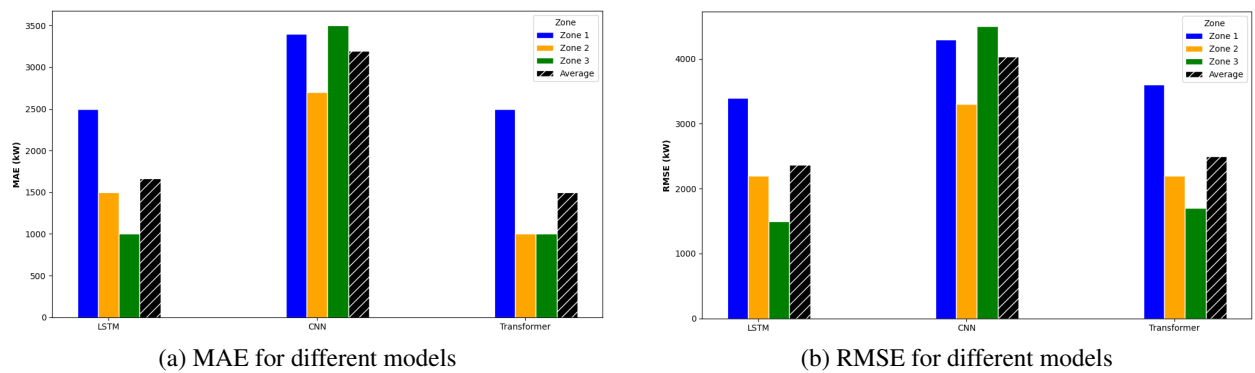 3500
3000
2500
2000
1500
1000
500
0
MAE (kW)
LSTM
CNN
Transformer
Zone
Zone 1
Zone 2
Zone 3
Average
(a) MAE for different models
4000
3000
2000
1000
0
RMSE (kW)
LSTM
CNN
Transformer
Zone
Zone 1
Zone 2
Zone 3
Average
(b) RMSE for different models